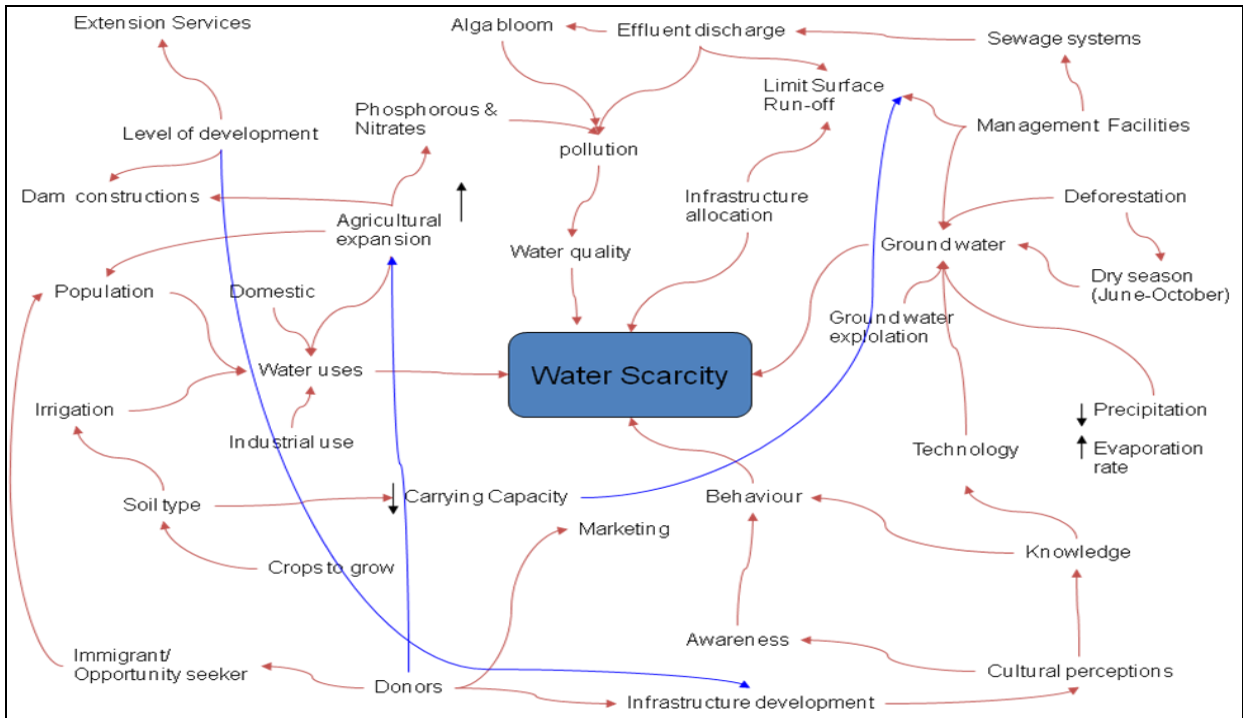 Extension Services
Alga bloom
Effluent discharge
Sewage systems
Limit Surface
Run-off
Phosphorous &
Nitrates
Level of development
Management Facilities
pollution
Dam constructions
Infrastructure
allocation
Deforestation
Agricultural
expansion
Water quality
Ground water
Population
Domestic
Dry season
(June-October)
Ground water
explolation
Water uses
Water Scarcity
Irrigation
Precipitation
Industrial use
Technology
Evaporation
rate
Soil type
Carrying Capacity
Behaviour
Marketing
Crops to grow
Knowledge
Awareness
Immigrant/
Opportunity seeker
Donors
Cultural perceptions
Infrastructure development